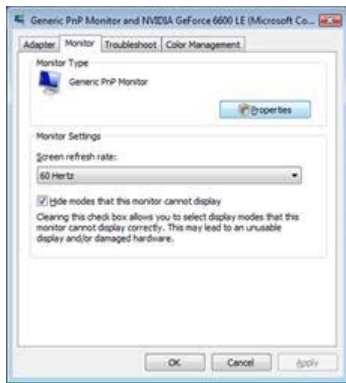 Generic PnP Monitor and NVIDIA GeForce 6600 LE (Microsoft Co...
Adapter Monitor Troubleshoot Color Management
Monitor Type
Generic PnP Monitor
Properties
Monitor Settings
Screen refresh rate:
60 Hertz
Hide modes that this monitor cannot display
Clearing this check box allows you to select display modes that this
monitor cannot display correctly. This may lead to an unusable
display and/or damaged hardware.
OK Cancel Apply